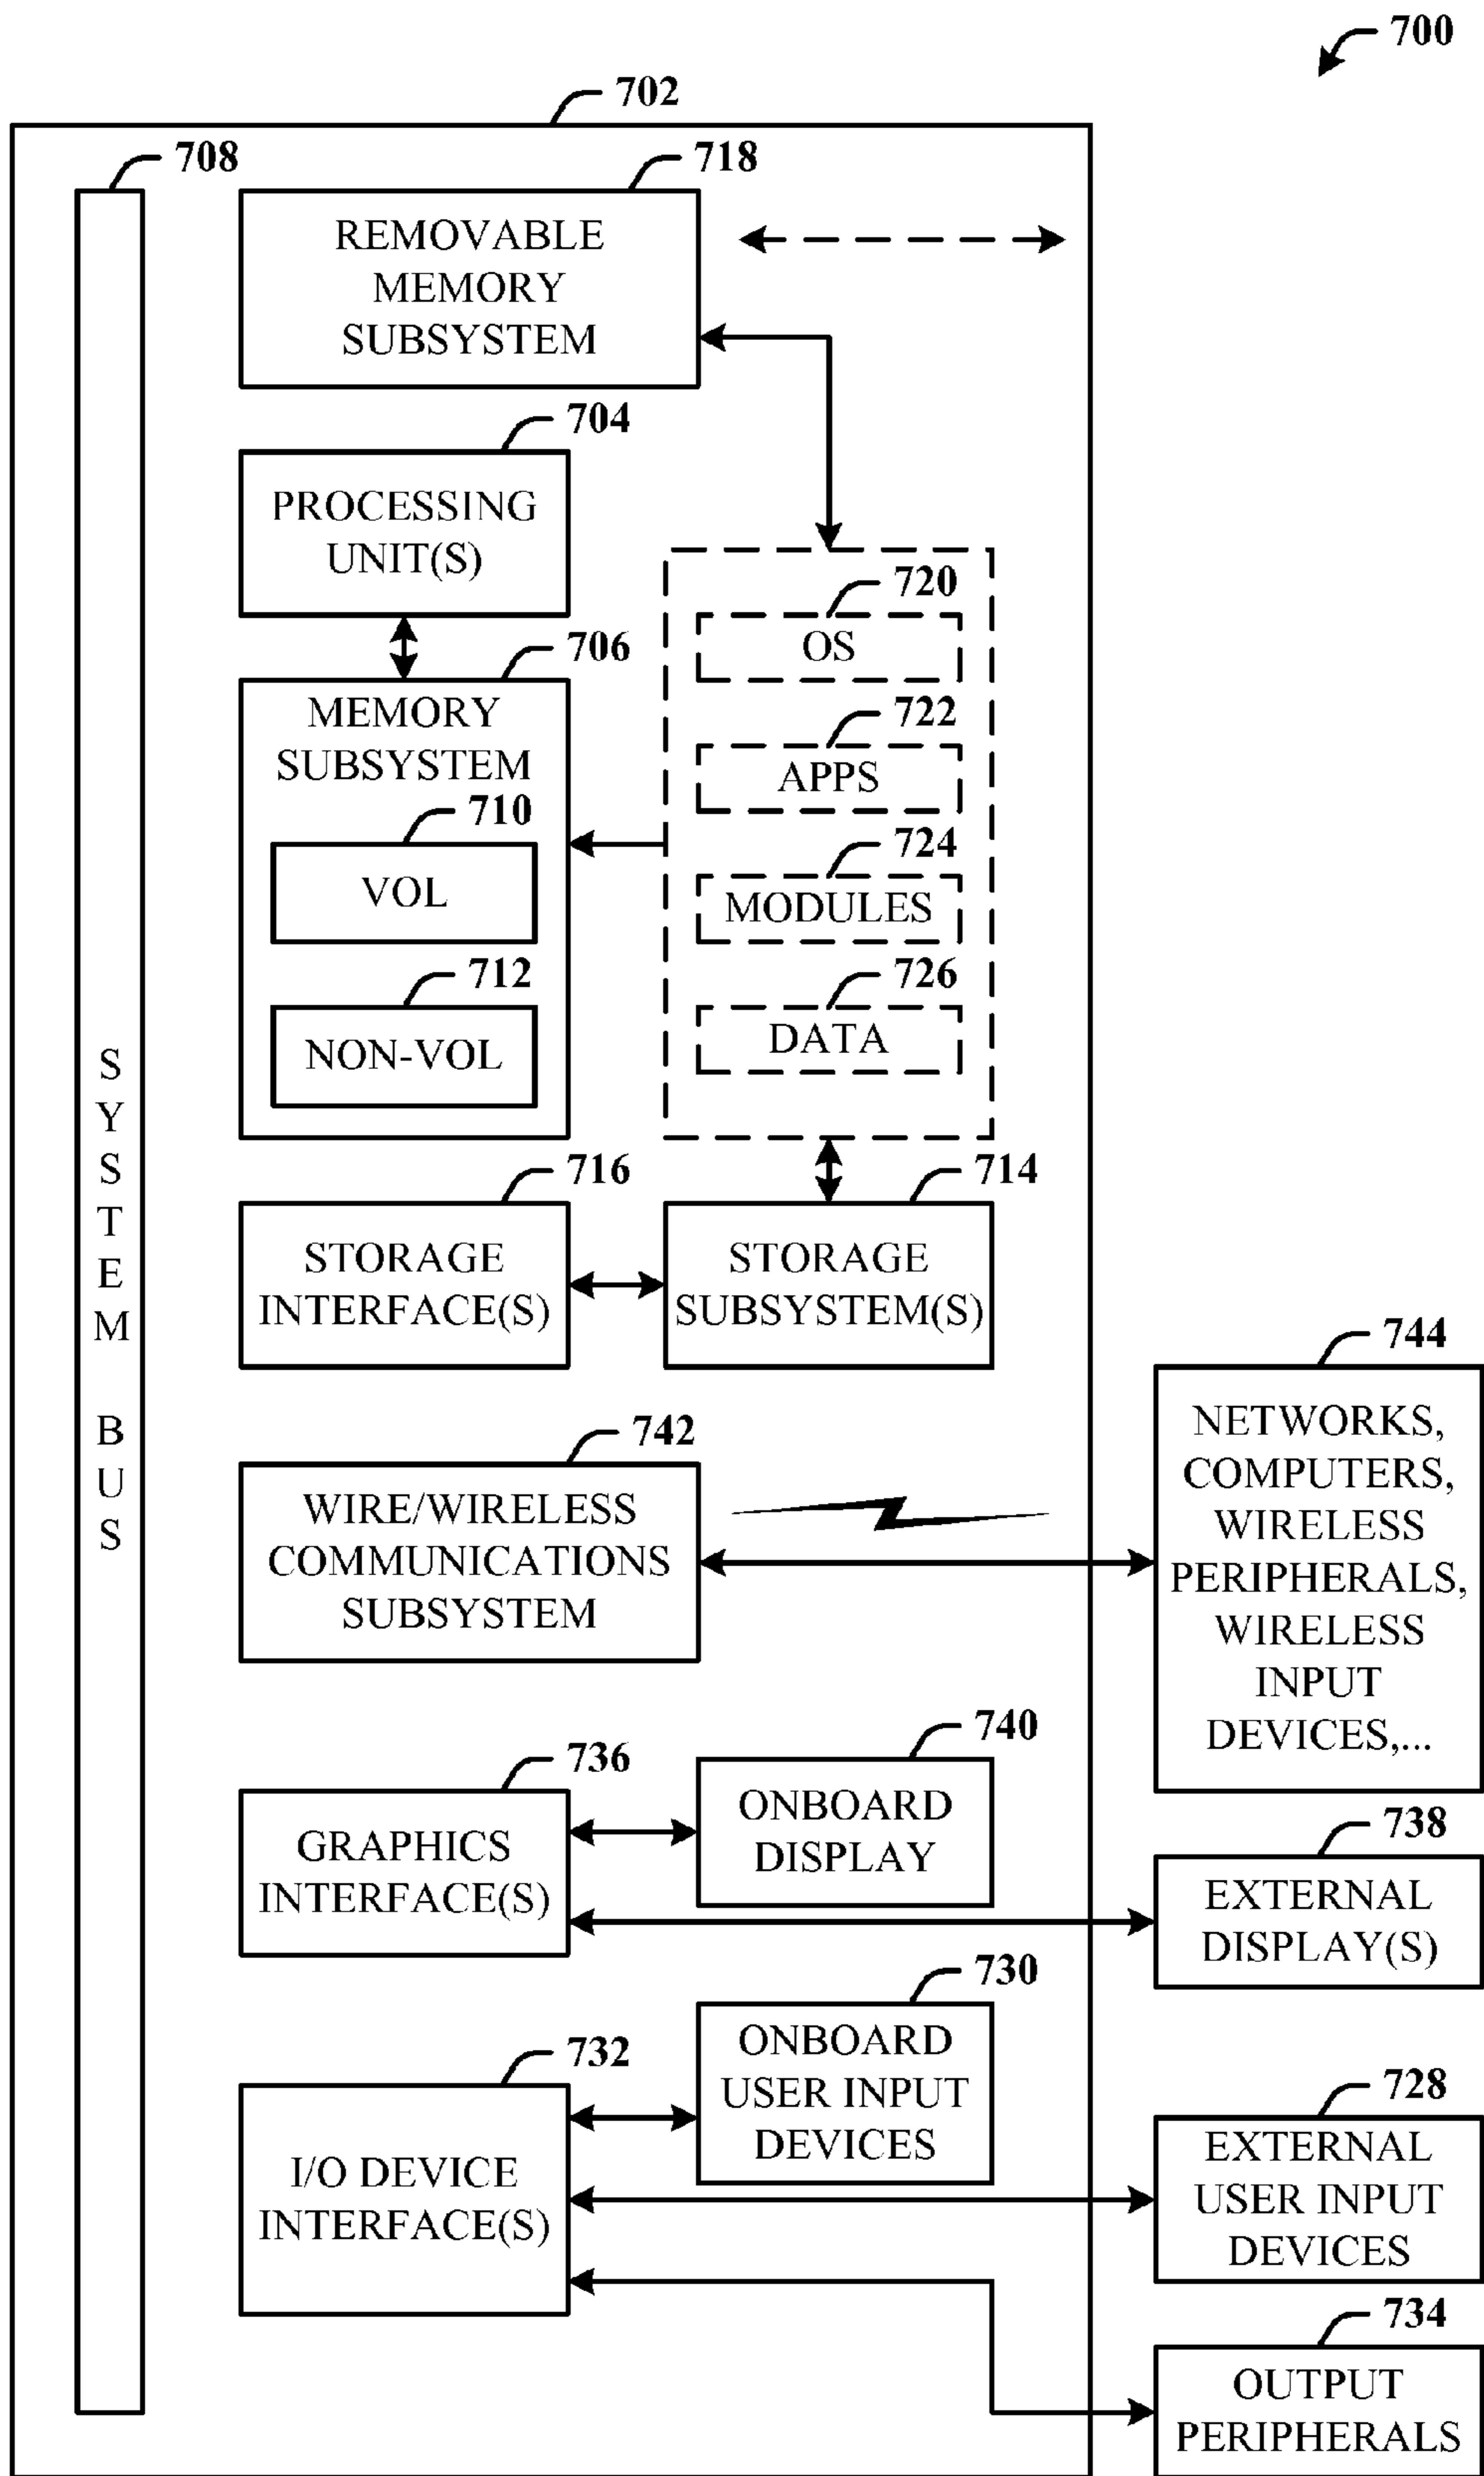 700
702
708
718
REMOVABLE
MEMORY
SUBSYSTEM
704
PROCESSING
UNIT(S)
706
MEMORY
SUBSYSTEM
710
VOL
712
NON-VOL
720
OS
722
APPS
724
MODULES
726
DATA
SYSTEM BUS
716
STORAGE
INTERFACE(S)
714
STORAGE
SUBSYSTEM(S)
742
WIRE/WIRELESS
COMMUNICATIONS
SUBSYSTEM
744
NETWORKS,
COMPUTERS,
WIRELESS
PERIPHERALS,
WIRELESS
INPUT
DEVICES,...
736
GRAPHICS
INTERFACE(S)
740
ONBOARD
DISPLAY
738
EXTERNAL
DISPLAY(S)
732
I/O DEVICE
INTERFACE(S)
730
ONBOARD
USER INPUT
DEVICES
728
EXTERNAL
USER INPUT
DEVICES
734
OUTPUT
PERIPHERALS